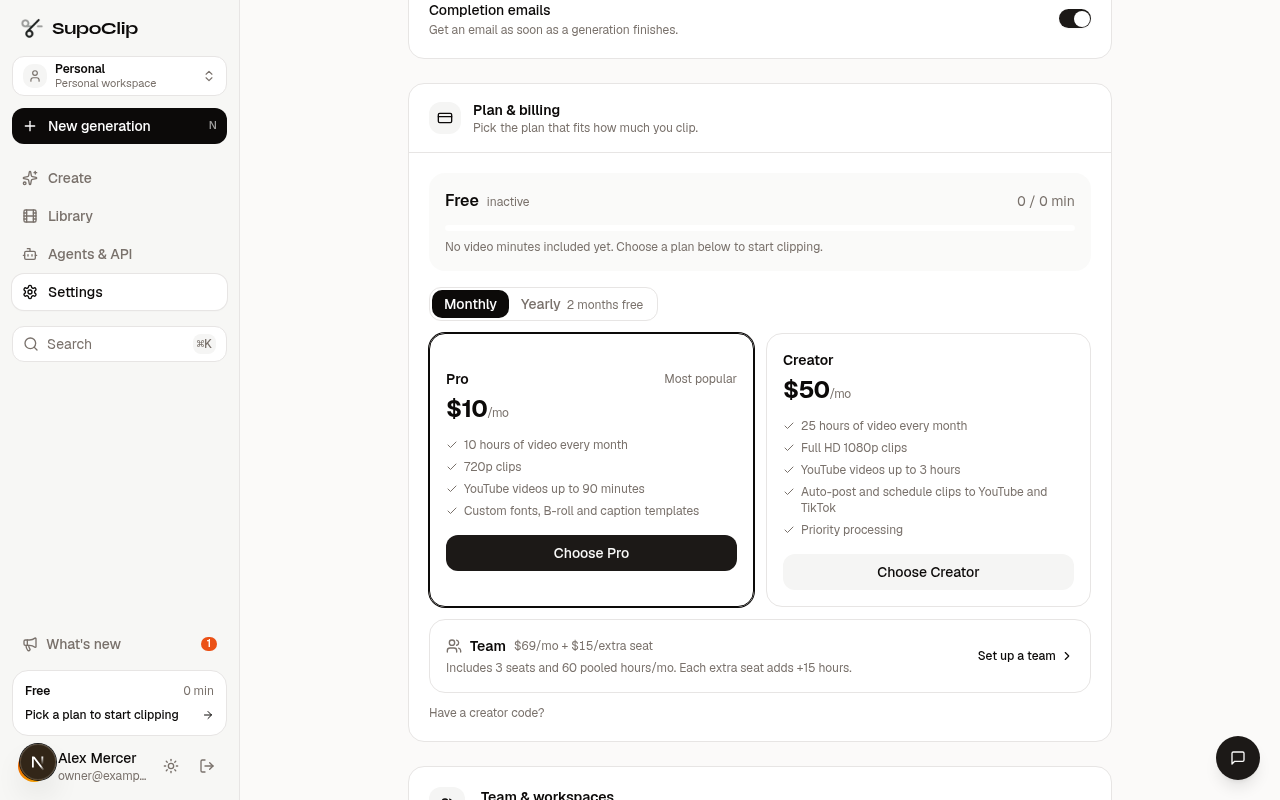 SupoClip
Personal
Personal workspace
New generation N
Create
Library
Agents & API
Settings
Search ⌘K
What's new 1
Free 0 min
Pick a plan to start clipping
N
Alex Mercer
owner@examp...
Completion emails
Get an email as soon as a generation finishes.
Plan & billing
Pick the plan that fits how much you clip.
Free inactive 0 / 0 min
No video minutes included yet. Choose a plan below to start clipping.
Monthly Yearly 2 months free
Pro Most popular
$10/mo
10 hours of video every month
720p clips
YouTube videos up to 90 minutes
Custom fonts, B-roll and caption templates
Choose Pro
Creator
$50/mo
25 hours of video every month
Full HD 1080p clips
YouTube videos up to 3 hours
Auto-post and schedule clips to YouTube and
TikTok
Priority processing
Choose Creator
Team $69/mo + $15/extra seat
Includes 3 seats and 60 pooled hours/mo. Each extra seat adds +15 hours.
Set up a team
Have a creator code?
Team & workspaces